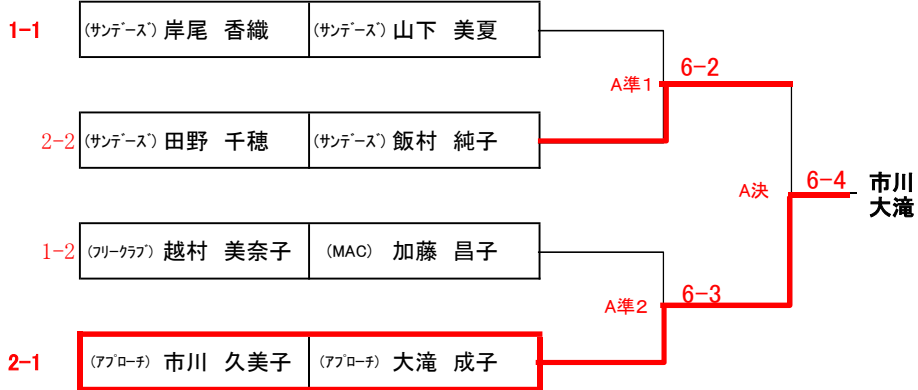 1-1 (サンデーズ) 岸尾 香織 (サンデーズ) 山下 美夏
6-2
A準1
2-2 (サンデーズ) 田野 千穂 (サンデーズ) 飯村 純子
A決 6-4 市川
大滝
1-2 (フリークラブ) 越村 美奈子 (MAC) 加藤 昌子
A準2 6-3
2-1 (アプローチ) 市川 久美子 (アプローチ) 大滝 成子